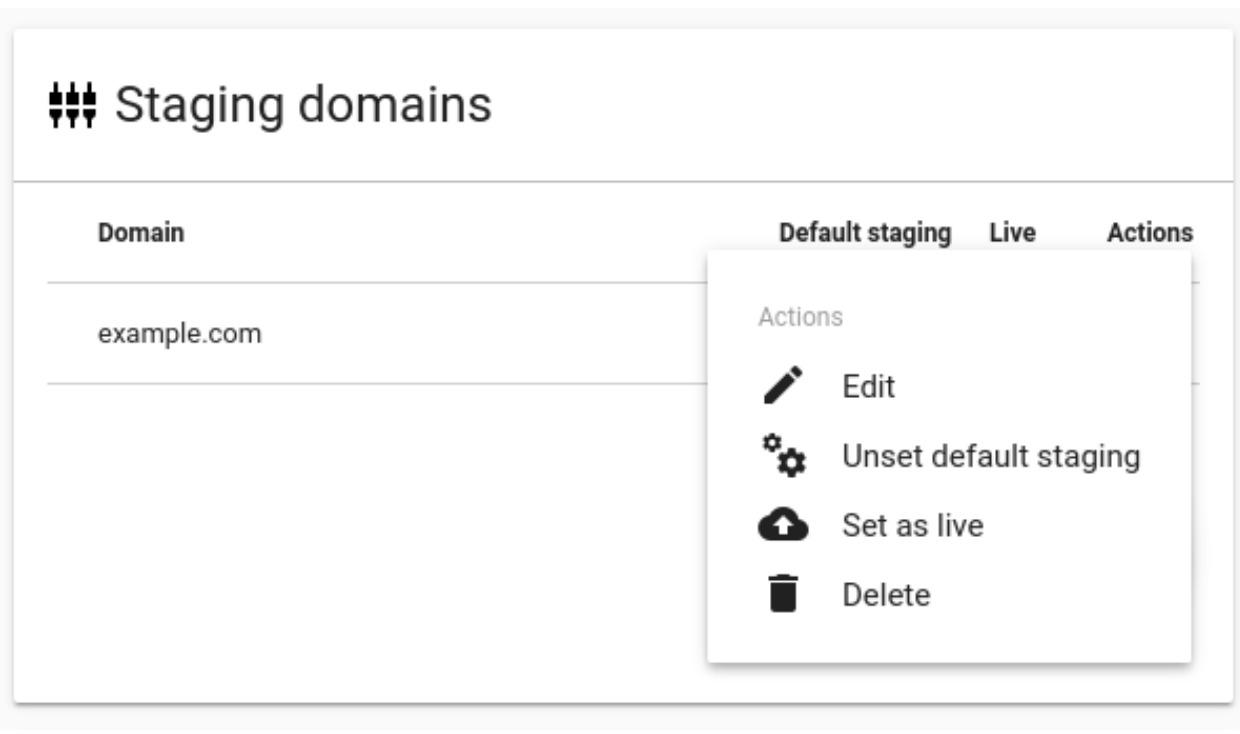 Staging domains
Domain Default staging Live Actions
example.com
Actions
Edit
Unset default staging
Set as live
Delete